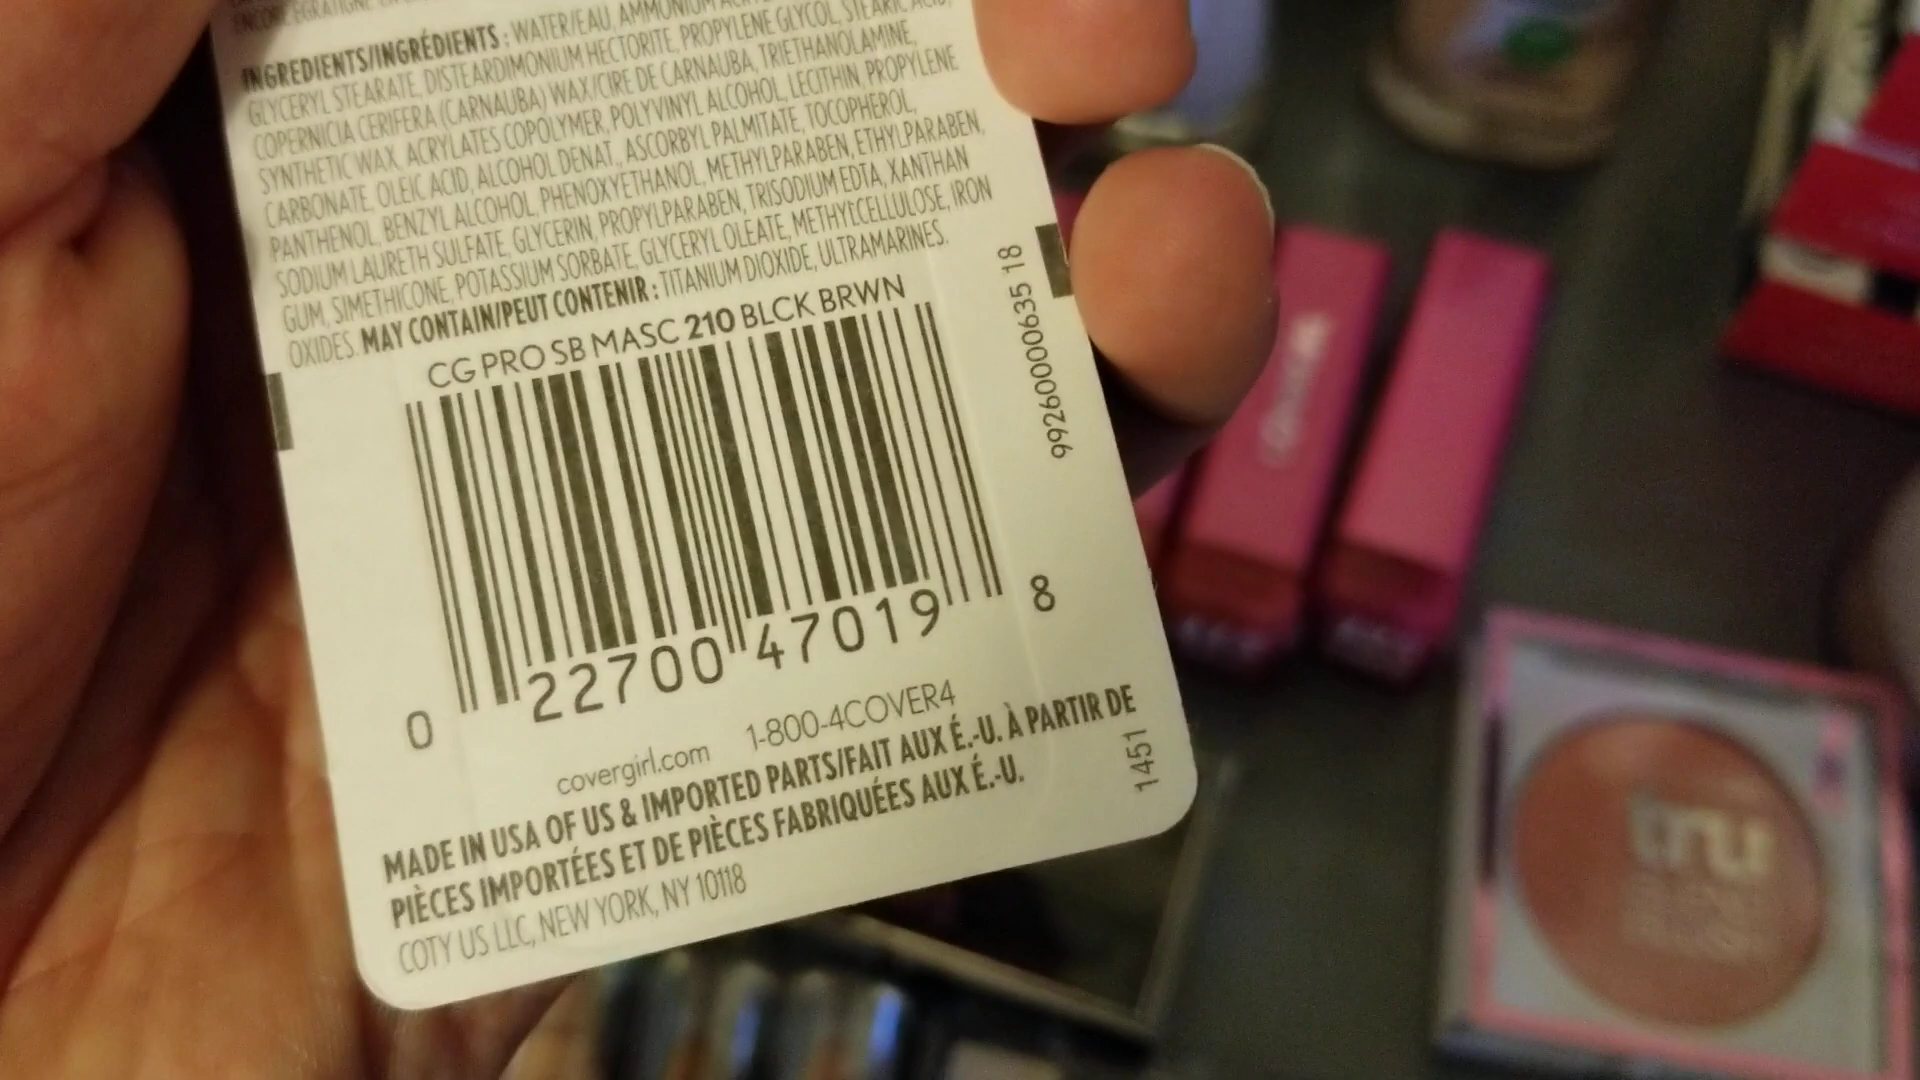 INGREDIENTS/INGRÉDIENTS : WATER/EAU, AMMONIUM STEARIC ACID,
GLYCERYL STEARATE, DISTEARDIMONIUM HECTORITE, PROPYLENE GLYCOL,
COPERNICIA CERIFERA (CARNAUBA) WAX/CIRE DE CARNAUBA, TRIETHANOLAMINE,
SYNTHETIC WAX, ACRYLATES COPOLYMER, POLYVINYL ALCOHOL, LECITHIN, PROPYLENE
CARBONATE, OLEIC ACID, ALCOHOL DENAT., ASCORBYL PALMITATE, TOCOPHEROL,
PANTHENOL, BENZYL ALCOHOL, PHENOXYETHANOL, METHYLPARABEN, ETHYLPARABEN,
SODIUM LAURETH SULFATE, GLYCERIN, PROPYLPARABEN, TRISODIUM EDTA, XANTHAN
GUM, SIMETHICONE, POTASSIUM SORBATE, GLYCERYL OLEATE, METHYLCELLULOSE, IRON
OXIDES. MAY CONTAIN/PEUT CONTENIR : TITANIUM DIOXIDE, ULTRAMARINES.
CG PRO SB MASC 210 BLCK BRWN
99260000063518
0 22700 47019 8
covergirl.com 1-800-4COVER4
MADE IN USA OF US & IMPORTED PARTS/FAIT AUX É.-U. À PARTIR DE
PIÈCES IMPORTÉES ET DE PIÈCES FABRIQUÉES AUX É.-U.
COTY US LLC, NEW YORK, NY 10118
1451
tru